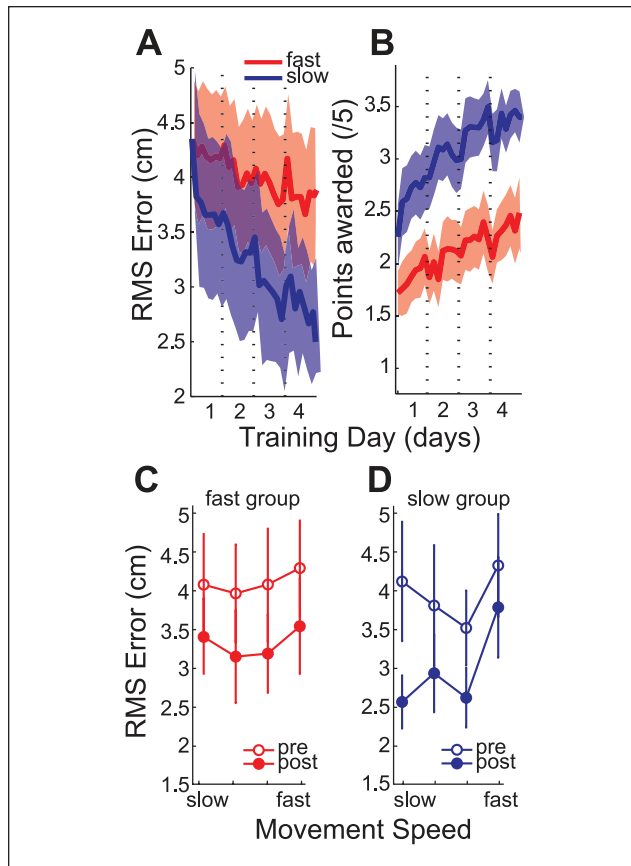 A
fast
slow
B
RMS Error (cm)
5
4.5
4
3.5
3
2.5
2
1 2 3 4
Points awarded (/5)
3.5
3
2.5
2
1.5
1
1 2 3 4
Training Day (days)
C
fast group
RMS Error (cm)
5
4.5
4
3.5
3
2.5
2
1.5
pre
post
slow fast
D
slow group
5
4.5
4
3.5
3
2.5
2
1.5
pre
post
slow fast
Movement Speed